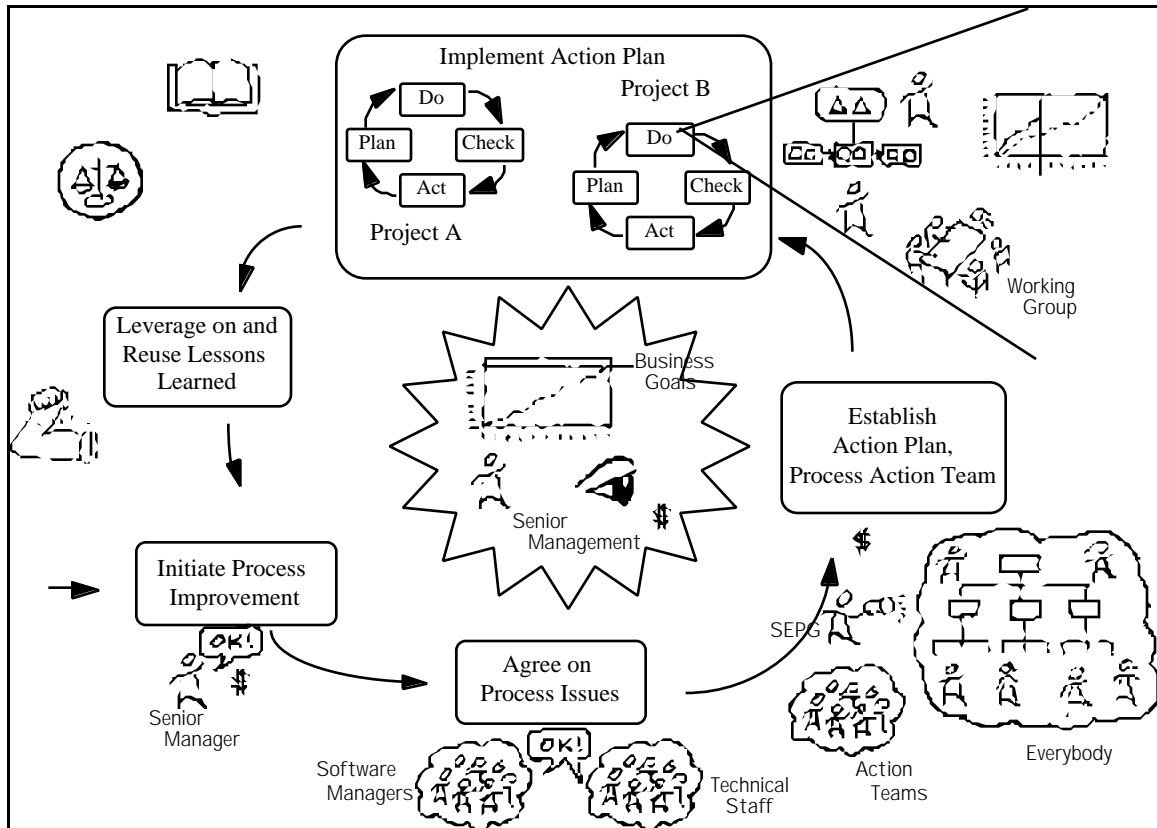 Implement Action Plan
Project B
Do
Plan
Check
Act
Project A
Do
Plan
Check
Act
Working
Group
Leverage on and
Reuse Lessons
Learned
Business
Goals
Senior
Management
$
Establish
Action Plan,
Process Action Team
$
SEPG
Initiate Process
Improvement
OK!
$
Senior
Manager
Agree on
Process Issues
OK!
Software
Managers
Technical
Staff
Action
Teams
Everybody